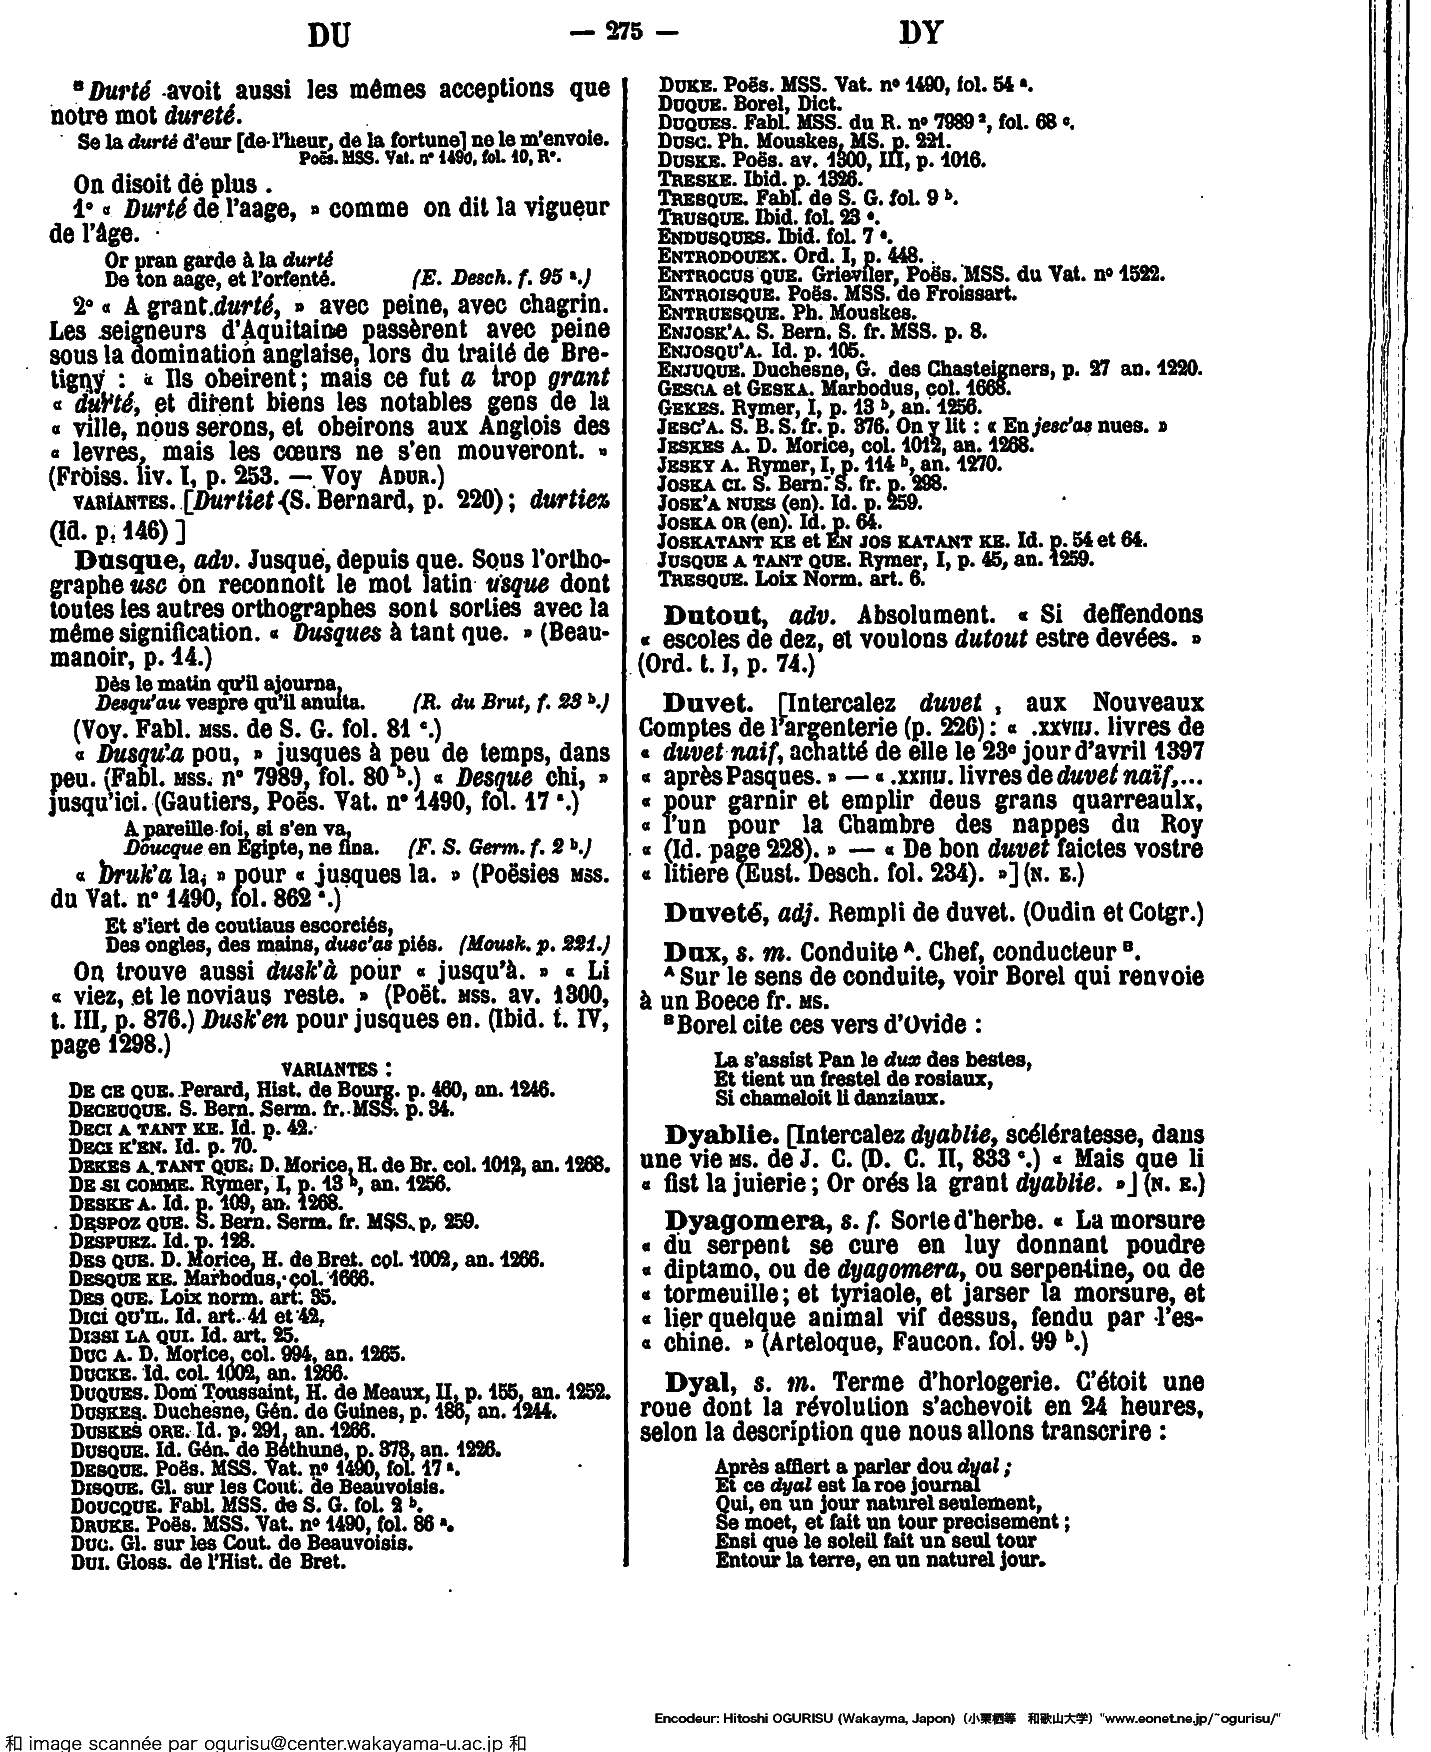 DU
— 275 —
DY
ᴮ Durté avoit aussi les mêmes acceptions que
notre mot dureté.
Se la durté d'eur [de l'heur, de la fortune] ne le m'envoie.
Poës. MSS. Vat. nº 1490, fol. 10, Rº.
On disoit de plus .
1º « Durté de l'aage, » comme on dit la vigueur
de l'âge.
Or pran garde à la durté
De ton aage, et l'orfenté. (E. Desch. f. 95 ᵃ.)
2º « A grant durté, » avec peine, avec chagrin.
Les seigneurs d'Aquitaine passèrent avec peine
sous la domination anglaise, lors du traité de Bre-
tigny : « Ils obeirent ; mais ce fut a trop grant
« durté, et dirent biens les notables gens de la
« ville, nous serons, et obeirons aux Anglois des
« levres, mais les cœurs ne s'en mouveront. »
(Froiss. liv. I, p. 253. — Voy ADUR.)
VARIANTES. [Durtiet (S. Bernard, p. 220) ; durtiez
(Id. p. 146) ]
Dusque, adv. Jusque, depuis que. Sous l'ortho-
graphe usc on reconnoît le mot latin usque dont
toutes les autres orthographes sont sorties avec la
même signification. « Dusques à tant que. » (Beau-
manoir, p. 14.)
Dès le matin qu'il ajourna,
Desqu'au vespre qu'il anuita. (R. du Brut, f. 23 ᵇ.)
(Voy. Fabl. MSS. de S. G. fol. 81 ᶜ.)
« Dusqu'a pou, » jusques à peu de temps, dans
peu. (Fabl. MSS. nº 7989, fol. 80 ᵇ.) « Desque chi, »
jusqu'ici. (Gautiers, Poës. Vat. nº 1490, fol. 17 ᵃ.)
A pareille foi, si s'en va,
Doucque en Egipte, ne fina. (F. S. Germ. f. 2 ᵇ.)
« Druk'a la, » pour « jusques la. » (Poësies MSS.
du Vat. nº 1490, fol. 862 ᵃ.)
Et s'iert de coutiaus escorciés,
Des ongles, des mains, dusc'as piés. (Mousk. p. 221.)
On trouve aussi dusk'à pour « jusqu'à. » « Li
« viez, et le noviaus reste. » (Poët. MSS. av. 1300,
t. III, p. 876.) Dusk'en pour jusques en. (Ibid. t. IV,
page 1298.)
VARIANTES :
DE CE QUE. Perard, Hist. de Bourg. p. 460, an. 1246.
DECEUQUE. S. Bern. Serm. fr. MSS. p. 34.
DECI A TANT KE. Id. p. 42.
DECI K'EN. Id. p. 70.
DEKES A TANT QUE. D. Morice, H. de Br. col. 1012, an. 1268.
DE SI COMME. Rymer, I, p. 13 ᵇ, an. 1256.
DESKE A. Id. p. 109, an. 1268.
DESPOZ QUE. S. Bern. Serm. fr. MSS. p. 259.
DESPUEZ. Id. p. 128.
DES QUE. D. Morice, H. de Bret. col. 1002, an. 1266.
DESQUE KE. Marbodus, col. 1666.
DES QUE. Loix norm. art. 35.
DICI QU'IL. Id. art. 41 et 42.
DISSI LA QUI. Id. art. 25.
DUC A. D. Morice, col. 994, an. 1265.
DUCKE. Id. col. 1002, an. 1266.
DUQUES. Dom Toussaint, H. de Meaux, II, p. 155, an. 1252.
DUSKES. Duchesne, Gén. de Guines, p. 186, an. 1244.
DUSKES ORE. Id. p. 291, an. 1266.
DUSQUE. Id. Gén. de Béthune, p. 373, an. 1226.
DESQUE. Poës. MSS. Vat. nº 1490, fol. 17 ᵃ.
DISQUE. Gl. sur les Cout. de Beauvoisis.
DOUCQUE. Fabl. MSS. de S. G. fol. 2 ᵇ.
DRUKE. Poës. MSS. Vat. nº 1490, fol. 86 ᵃ.
DUC. Gl. sur les Cout. de Beauvoisis.
DUI. Gloss. de l'Hist. de Bret.
DUKE. Poës. MSS. Vat. nº 1490, fol. 54 ᵃ.
DUQUE. Borel, Dict.
DUQUES. Fabl. MSS. du R. nº 7989 ², fol. 68 ᶜ.
DUSC. Ph. Mouskes, MS. p. 221.
DUSKE. Poës. av. 1300, III, p. 1016.
TRESKE. Ibid. p. 1326.
TRESQUE. Fabl. de S. G. fol. 9 ᵇ.
TRUSQUE. Ibid. fol. 23 ᵃ.
ENDUSQUES. Ibid. fol. 7 ᵃ.
ENTRODOUEX. Ord. I, p. 448.
ENTROCUS QUE. Grieviler, Poës. MSS. du Vat. nº 1522.
ENTROISQUE. Poës. MSS. de Froissart.
ENTRUESQUE. Ph. Mouskes.
ENJOSK'A. S. Bern. S. fr. MSS. p. 8.
ENJOSQU'A. Id. p. 105.
ENJUQUE. Duchesne, G. des Chasteigners, p. 27 an. 1220.
GESCA et GESKA. Marbodus, col. 1668.
GEKES. Rymer, I, p. 13 ᵇ, an. 1256.
JESC'A. S. B. S. fr. p. 376. On y lit : « En jesc'as nues. »
JESKES A. D. Morice, col. 1012, an. 1268.
JESKY A. Rymer, I, p. 114 ᵇ, an. 1270.
JOSKA CI. S. Bern. S. fr. p. 298.
JOSK'A NUES (en). Id. p. 259.
JOSKA OR (en). Id. p. 64.
JOSKATANT KE et EN JOS KATANT KE. Id. p. 54 et 64.
JUSQUE A TANT QUE. Rymer, I, p. 45, an. 1259.
TRESQUE. Loix Norm. art. 6.
Dutout, adv. Absolument. « Si deffendons
« escoles de dez, et voulons dutout estre devées. »
(Ord. t. I, p. 74.)
Duvet. [Intercalez duvet , aux Nouveaux
Comptes de l'argenterie (p. 226) : « .XXVIIJ. livres de
« duvet naif, achatté de elle le 23ᵉ jour d'avril 1397
« après Pasques. » — « .XXIIIJ. livres de duvet naïf,...
« pour garnir et emplir deus grans quarreaulx,
« l'un pour la Chambre des nappes du Roy
« (Id. page 228). » — « De bon duvet faictes vostre
« litiere (Eust. Desch. fol. 234). »] (N. E.)
Duveté, adj. Rempli de duvet. (Oudin et Cotgr.)
Dux, s. m. Conduite ᴬ. Chef, conducteur ᴮ.
ᴬ Sur le sens de conduite, voir Borel qui renvoie
à un Boece fr. MS.
ᴮ Borel cite ces vers d'Ovide :
La s'assist Pan le dux des bestes,
Et tient un frestel de rosiaux,
Si chameloit li danziaux.
Dyablie. [Intercalez dyablie, scélératesse, dans
une vie MS. de J. C. (D. C. II, 833 ᶜ.) « Mais que li
« fist la juierie ; Or orés la grant dyablie. »] (N. E.)
Dyagomera, s. f. Sorte d'herbe. « La morsure
« du serpent se cure en luy donnant poudre
« diptamo, ou de dyagomera, ou serpentine, ou de
« tormeuille ; et tyriaole, et jarser la morsure, et
« lier quelque animal vif dessus, fendu par l'es-
« chine. » (Arteloque, Faucon. fol. 99 ᵇ.)
Dyal, s. m. Terme d'horlogerie. C'étoit une
roue dont la révolution s'achevoit en 24 heures,
selon la description que nous allons transcrire :
Après affiert a parler dou dyal ;
Et ce dyal est la roe journal
Qui, en un jour naturel seulement,
Se moet, et fait un tour precisement ;
Ensi que le soleil fait un seul tour
Entour la terre, en un naturel jour.
Encodeur: Hitoshi OGURISU (Wakayma, Japon) (小栗栖等 和歌山大学) "www.eonet.ne.jp/~ogurisu/"
和 image scannée par ogurisu@center.wakayama-u.ac.jp 和